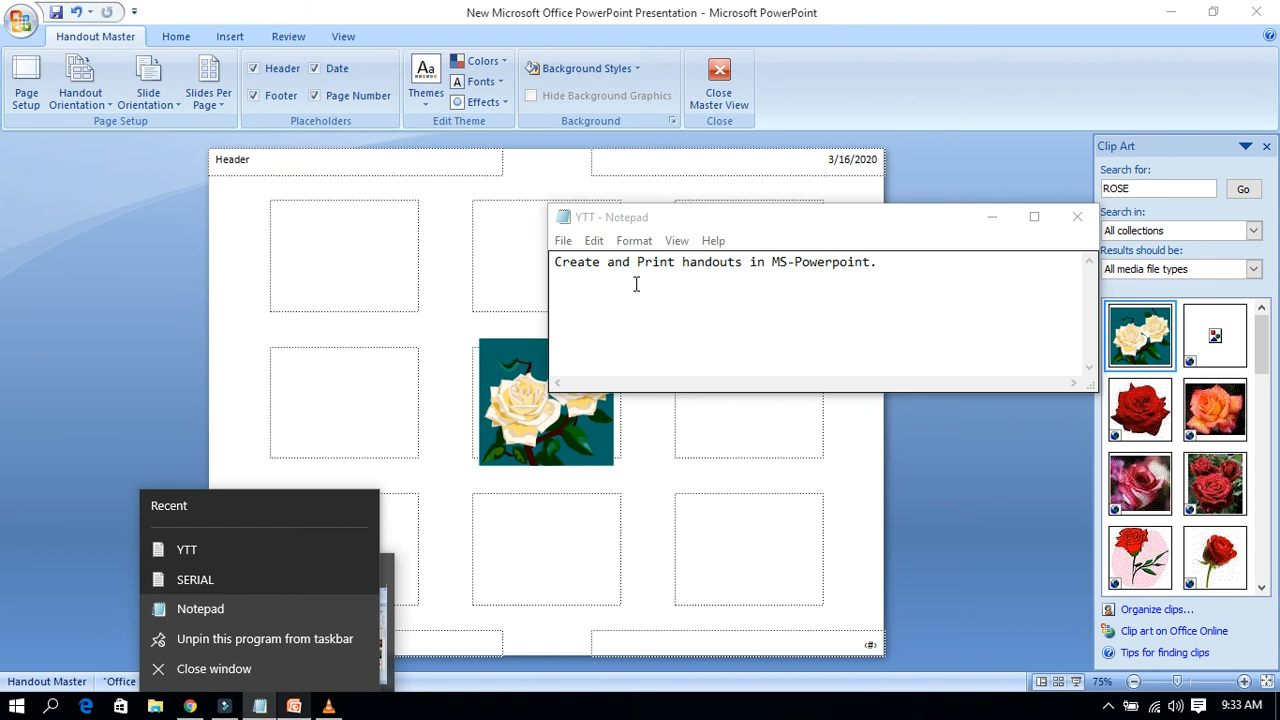 New Microsoft Office PowerPoint Presentation - Microsoft PowerPoint
Handout Master
Home
Insert
Review
View
Page Setup
Handout Orientation
Slide Orientation
Slides Per Page
Page Setup
Header
Date
Footer
Page Number
Placeholders
Aa
Themes
Colors
Fonts
Effects
Edit Theme
Background Styles
Hide Background Graphics
Background
Close Master View
Close
Header
3/16/2020
YTT - Notepad
File Edit Format View Help
Create and Print handouts in MS-Powerpoint.
Clip Art
Search for:
ROSE
Go
Search in:
All collections
Results should be:
All media file types
Organize clips...
Clip art on Office Online
Tips for finding clips
Recent
YTT
SERIAL
Notepad
Unpin this program from taskbar
Close window
‹#›
Handout Master
"Office
75%
9:33 AM